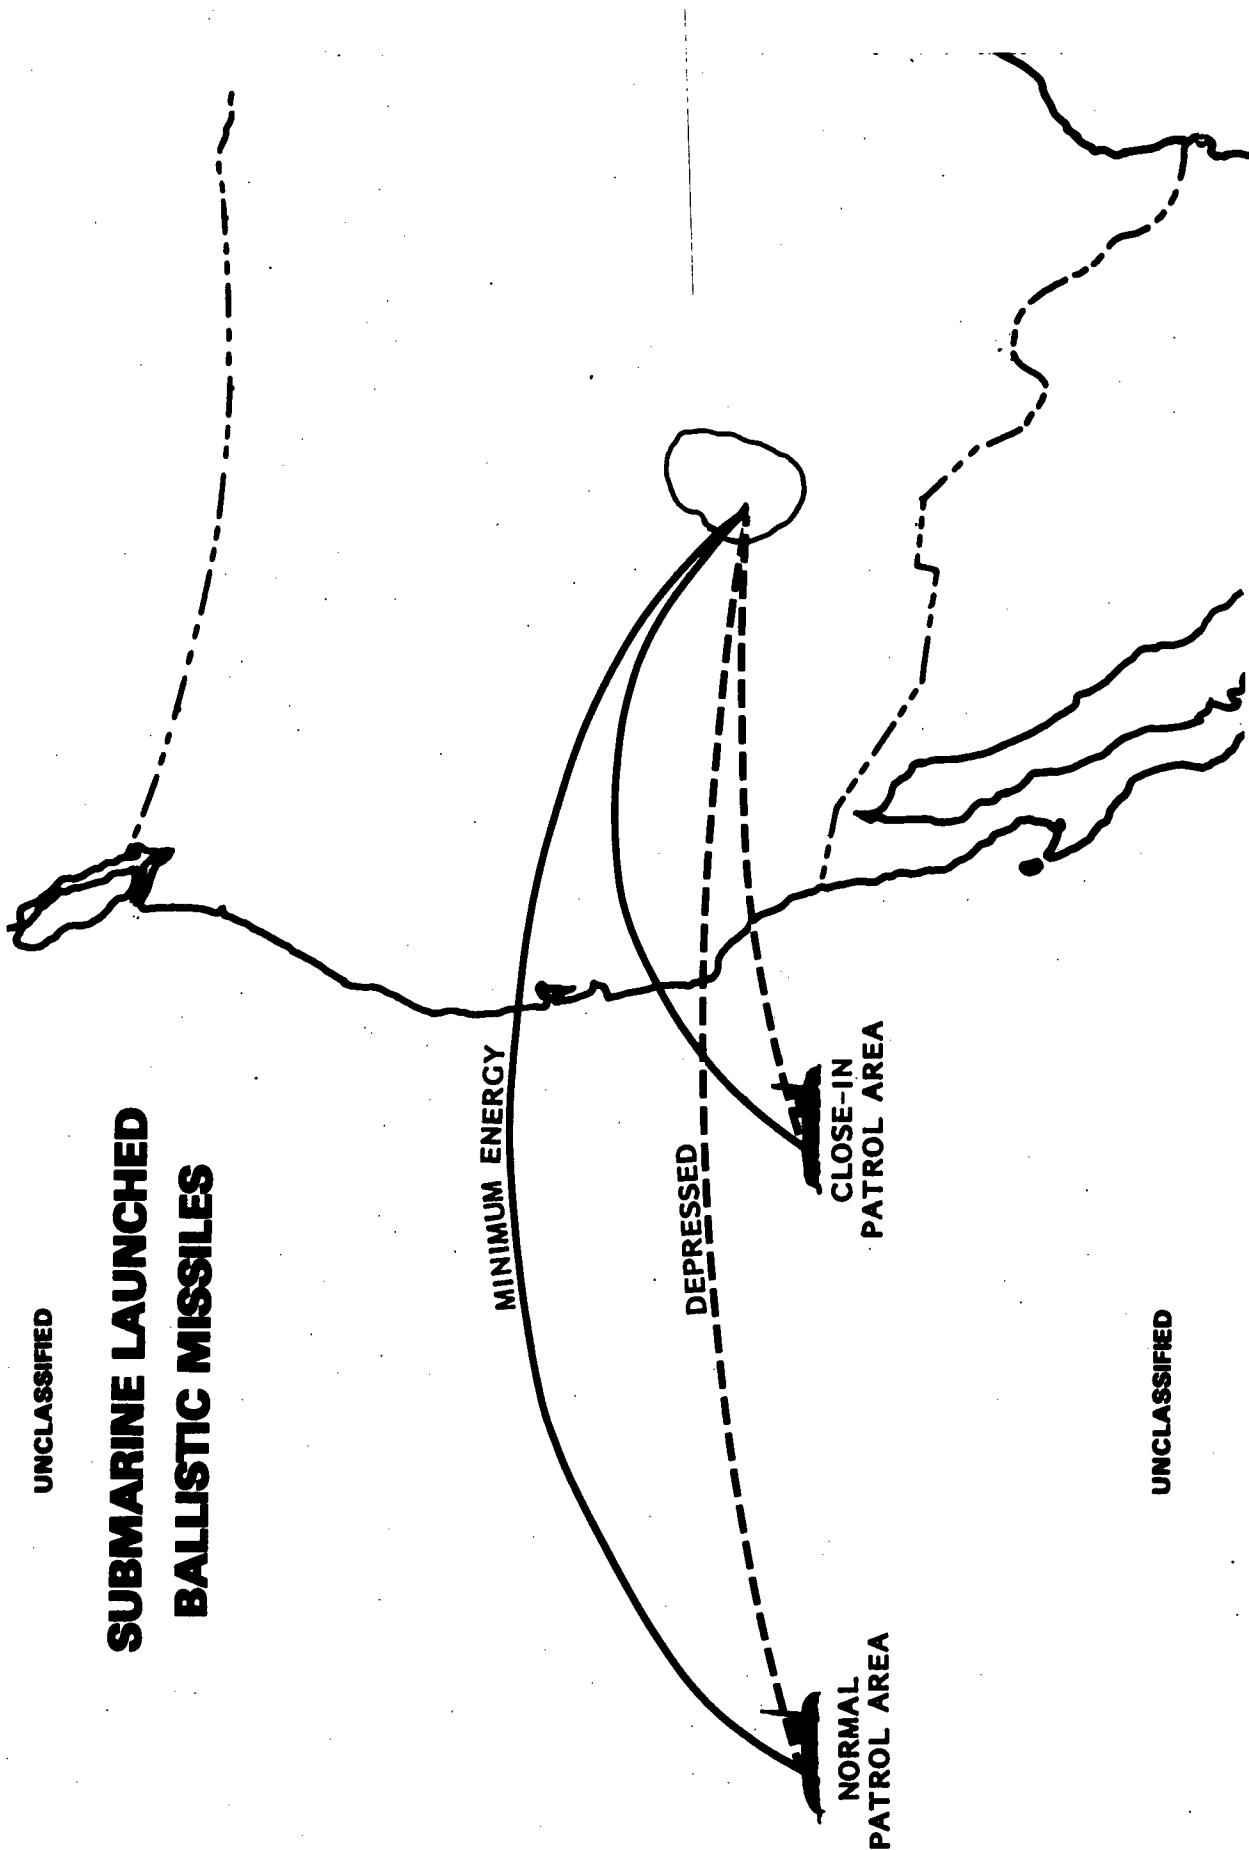 UNCLASSIFIED
SUBMARINE LAUNCHED
BALLISTIC MISSILES
MINIMUM ENERGY
DEPRESSED
NORMAL
PATROL AREA
CLOSE-IN
PATROL AREA
UNCLASSIFIED